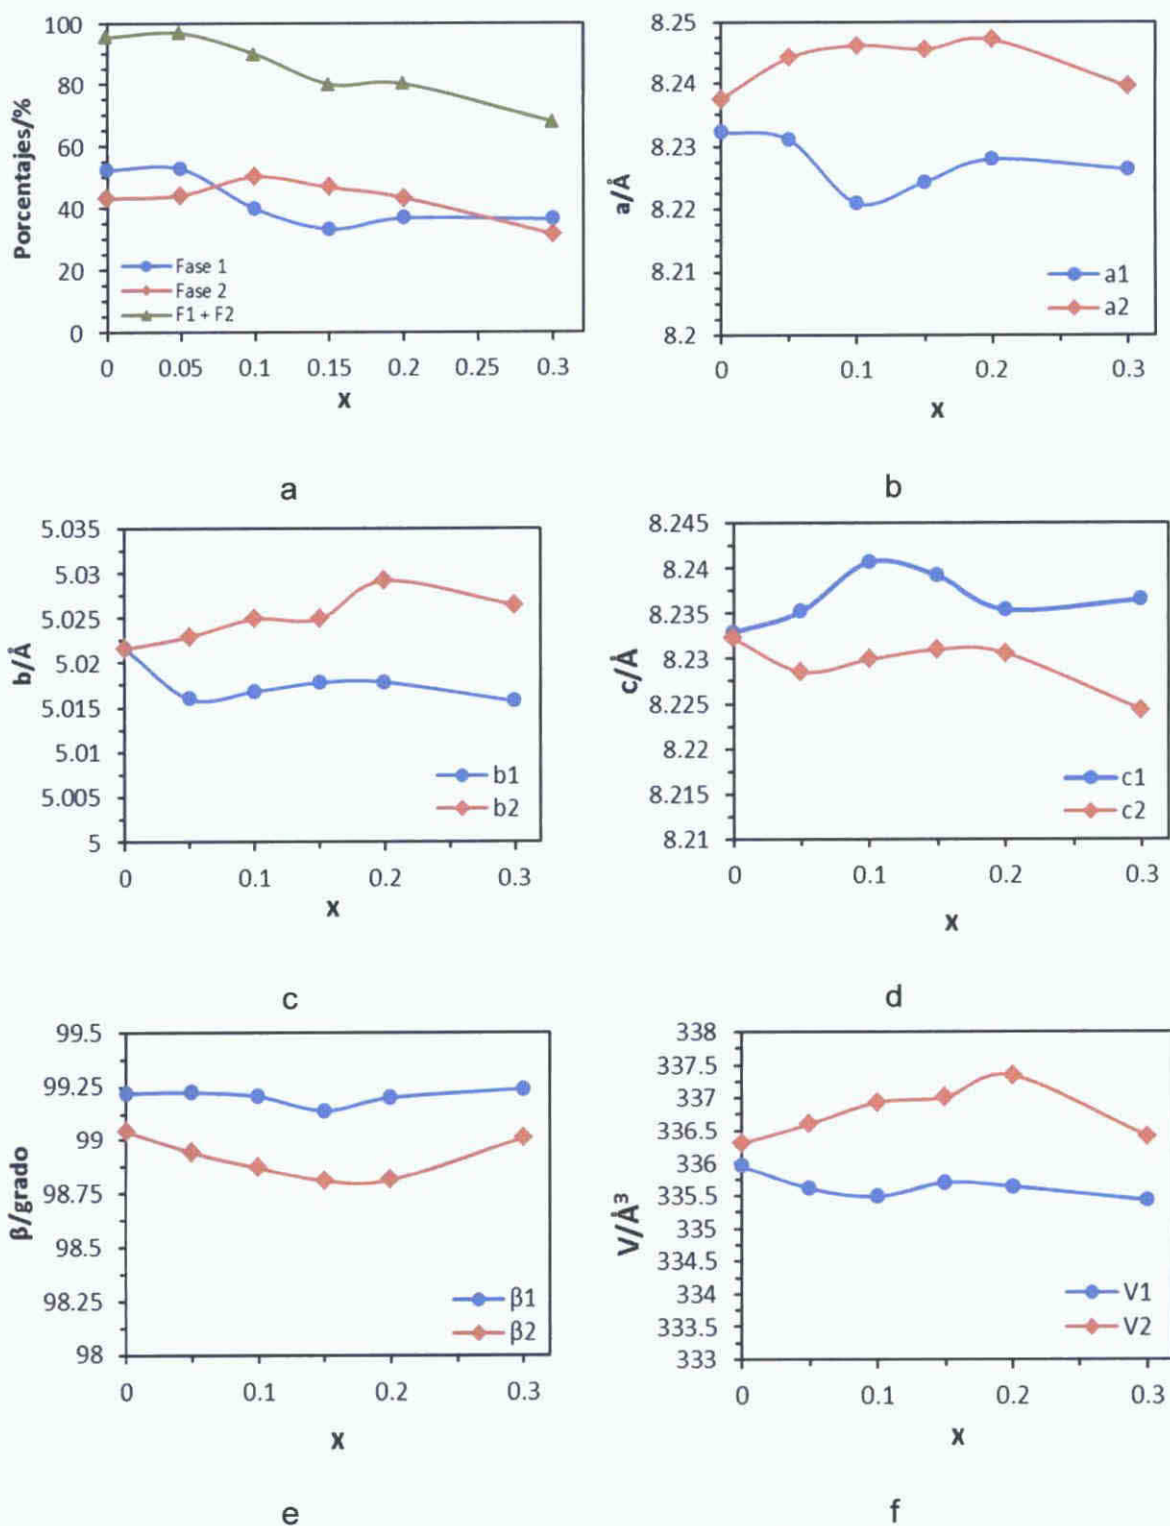 100
80
60
40
20
0
Porcentajes/%
Fase 1
Fase 2
F1 + F2
0 0.05 0.1 0.15 0.2 0.25 0.3
x
a
8.25
8.24
8.23
8.22
8.21
8.2
a/Å
a1
a2
0 0.1 0.2 0.3
x
b
5.035
5.03
5.025
5.02
5.015
5.01
5.005
5
b/Å
b1
b2
0 0.1 0.2 0.3
x
c
8.245
8.24
8.235
8.23
8.225
8.22
8.215
8.21
c/Å
c1
c2
0 0.1 0.2 0.3
x
d
99.5
99.25
99
98.75
98.5
98.25
98
β/grado
β1
β2
0 0.1 0.2 0.3
x
e
338
337.5
337
336.5
336
335.5
335
334.5
334
333.5
333
V/Å³
V1
V2
0 0.1 0.2 0.3
x
f